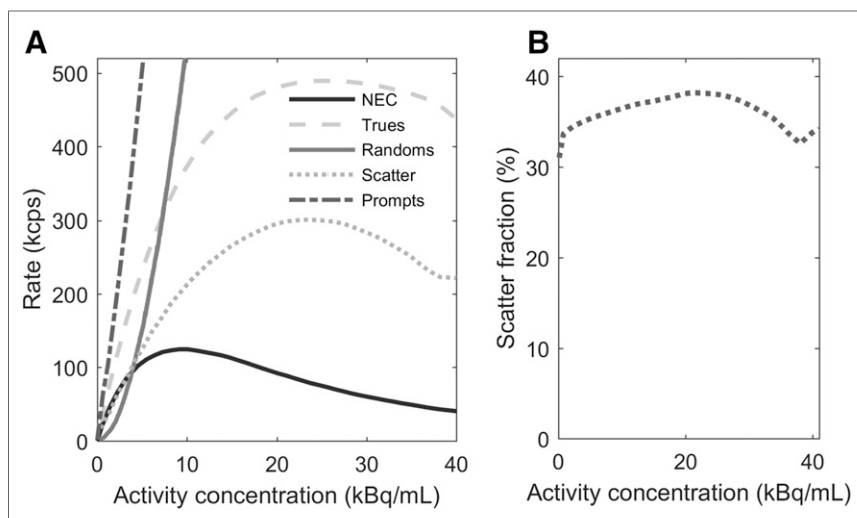 A
500
400
300
200
100
0
Rate (kcps)
NEC
Trues
Randoms
Scatter
Prompts
0 10 20 30 40
Activity concentration (kBq/mL)
B
40
30
20
10
0
Scatter fraction (%)
0 20 40
Activity concentration (kBq/mL)